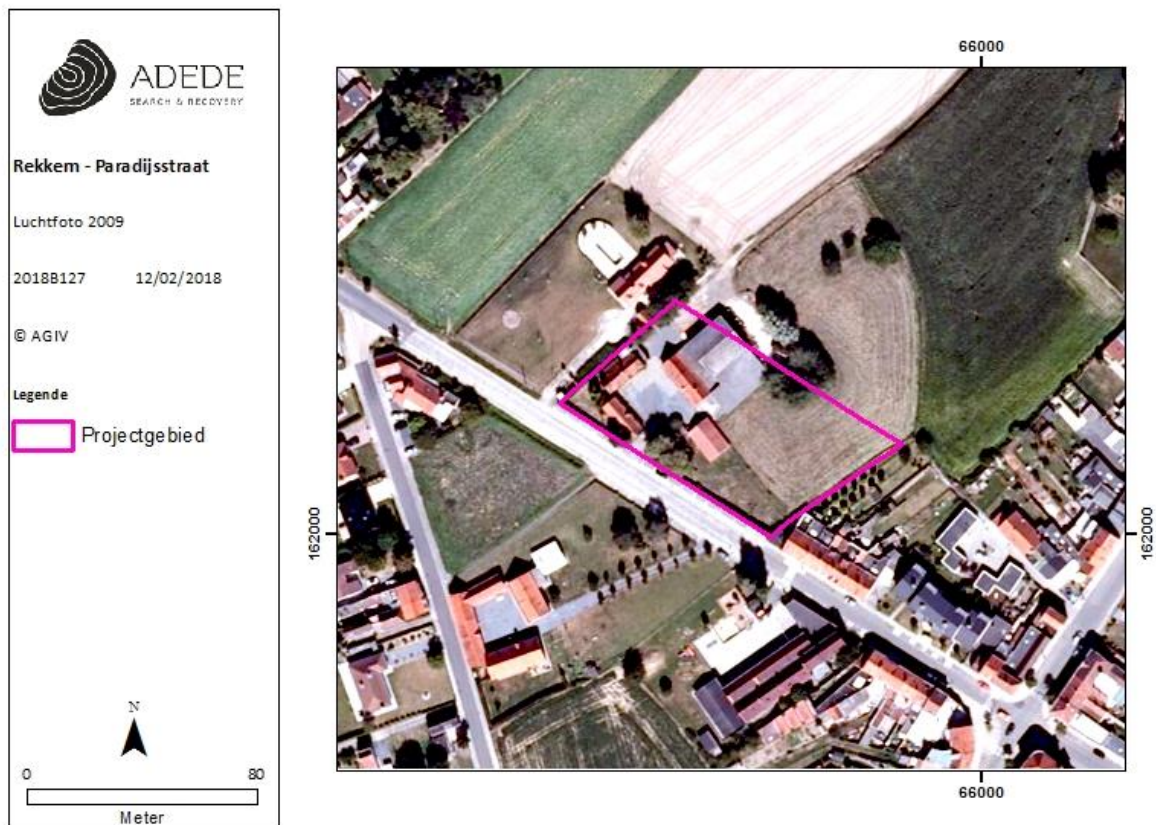 ADEDE
SEARCH & RECOVERY
Rekkem - Paradijsstraat
Luchtfoto 2009
2018B127 12/02/2018
© AGIV
Legende
Projectgebied
N
0 80
Meter
66000
162000
162000
66000